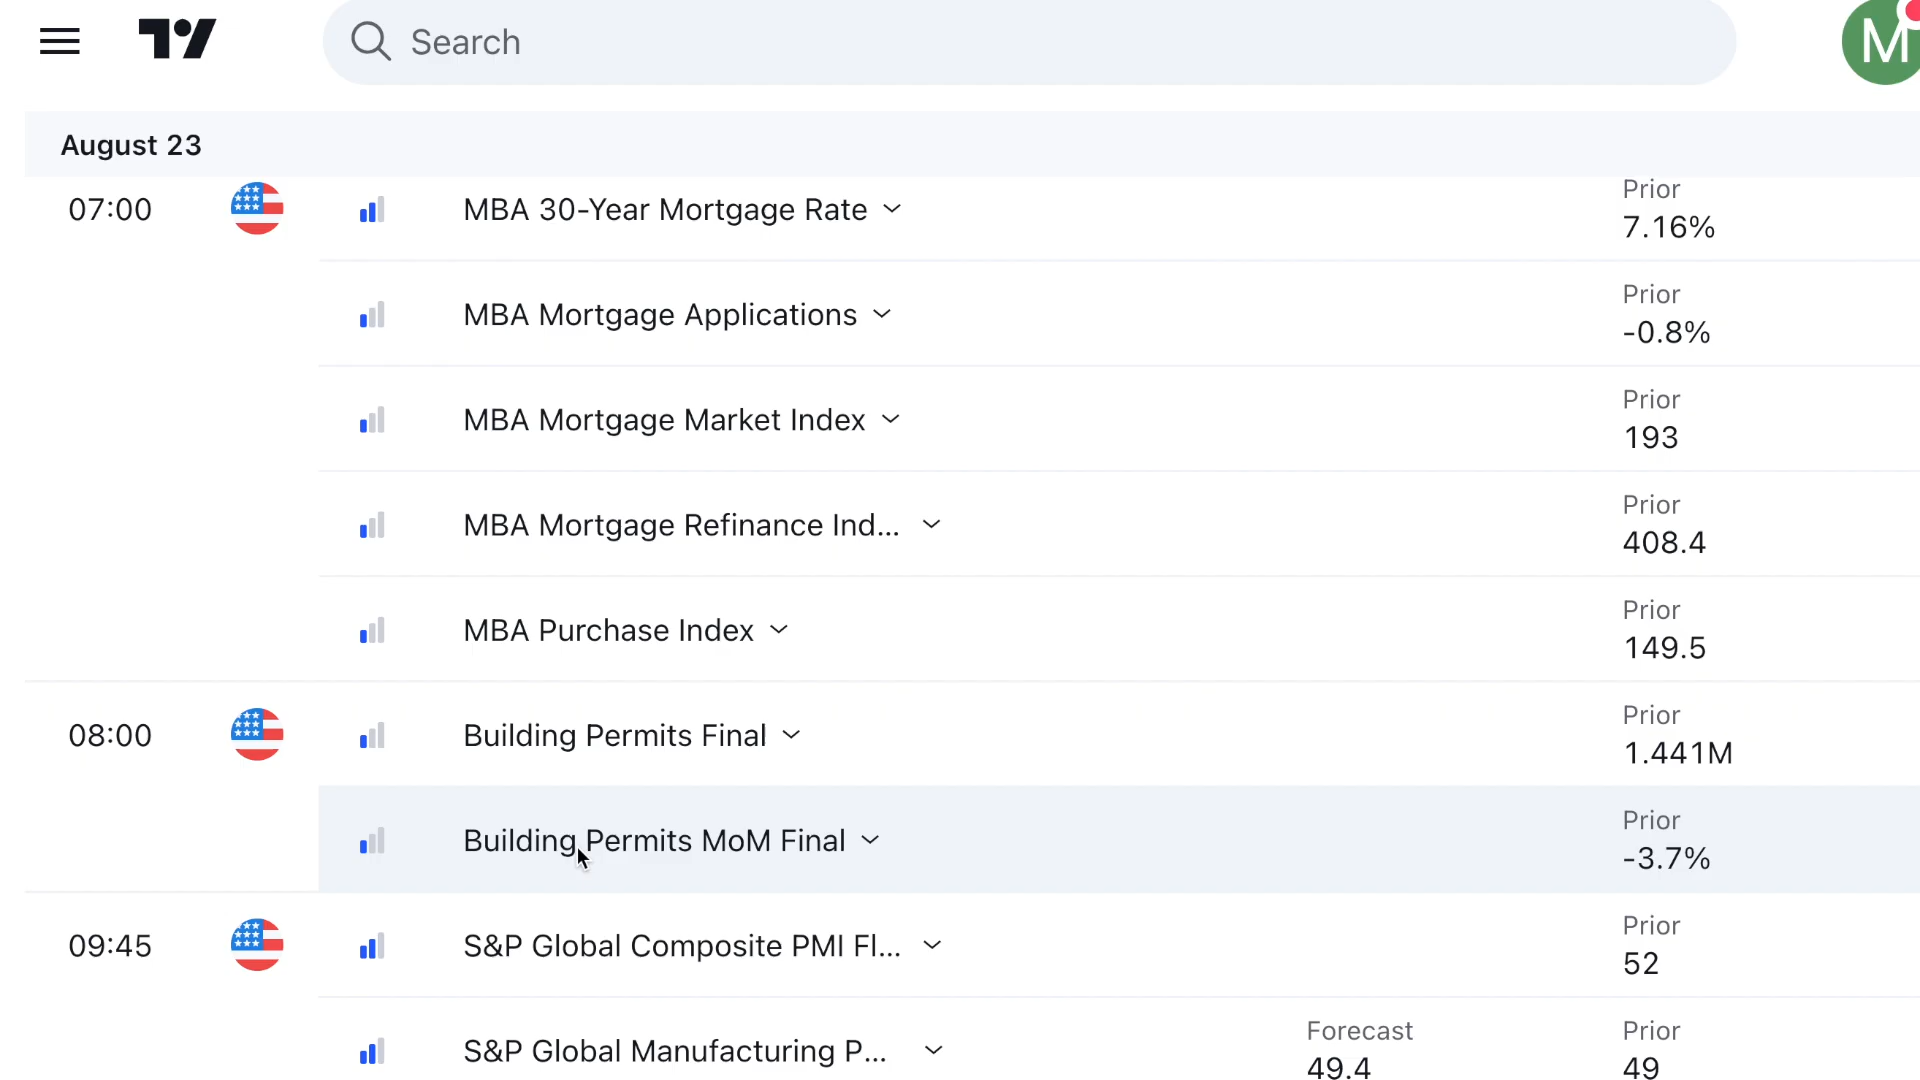 Search
M
August 23
07:00
MBA 30-Year Mortgage Rate
Prior
7.16%
MBA Mortgage Applications
Prior
-0.8%
MBA Mortgage Market Index
Prior
193
MBA Mortgage Refinance Ind...
Prior
408.4
MBA Purchase Index
Prior
149.5
08:00
Building Permits Final
Prior
1.441M
Building Permits MoM Final
Prior
-3.7%
09:45
S&P Global Composite PMI Fl...
Prior
52
S&P Global Manufacturing P...
Forecast
49.4
Prior
49